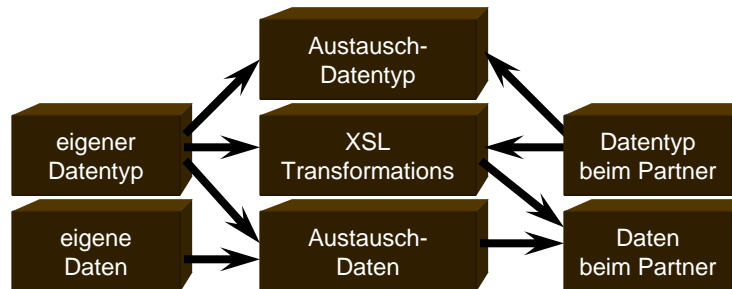 Austausch-
Datentyp
eigener
Datentyp
XSL
Transformations
Datentyp
beim Partner
eigene
Daten
Austausch-
Daten
Daten
beim Partner